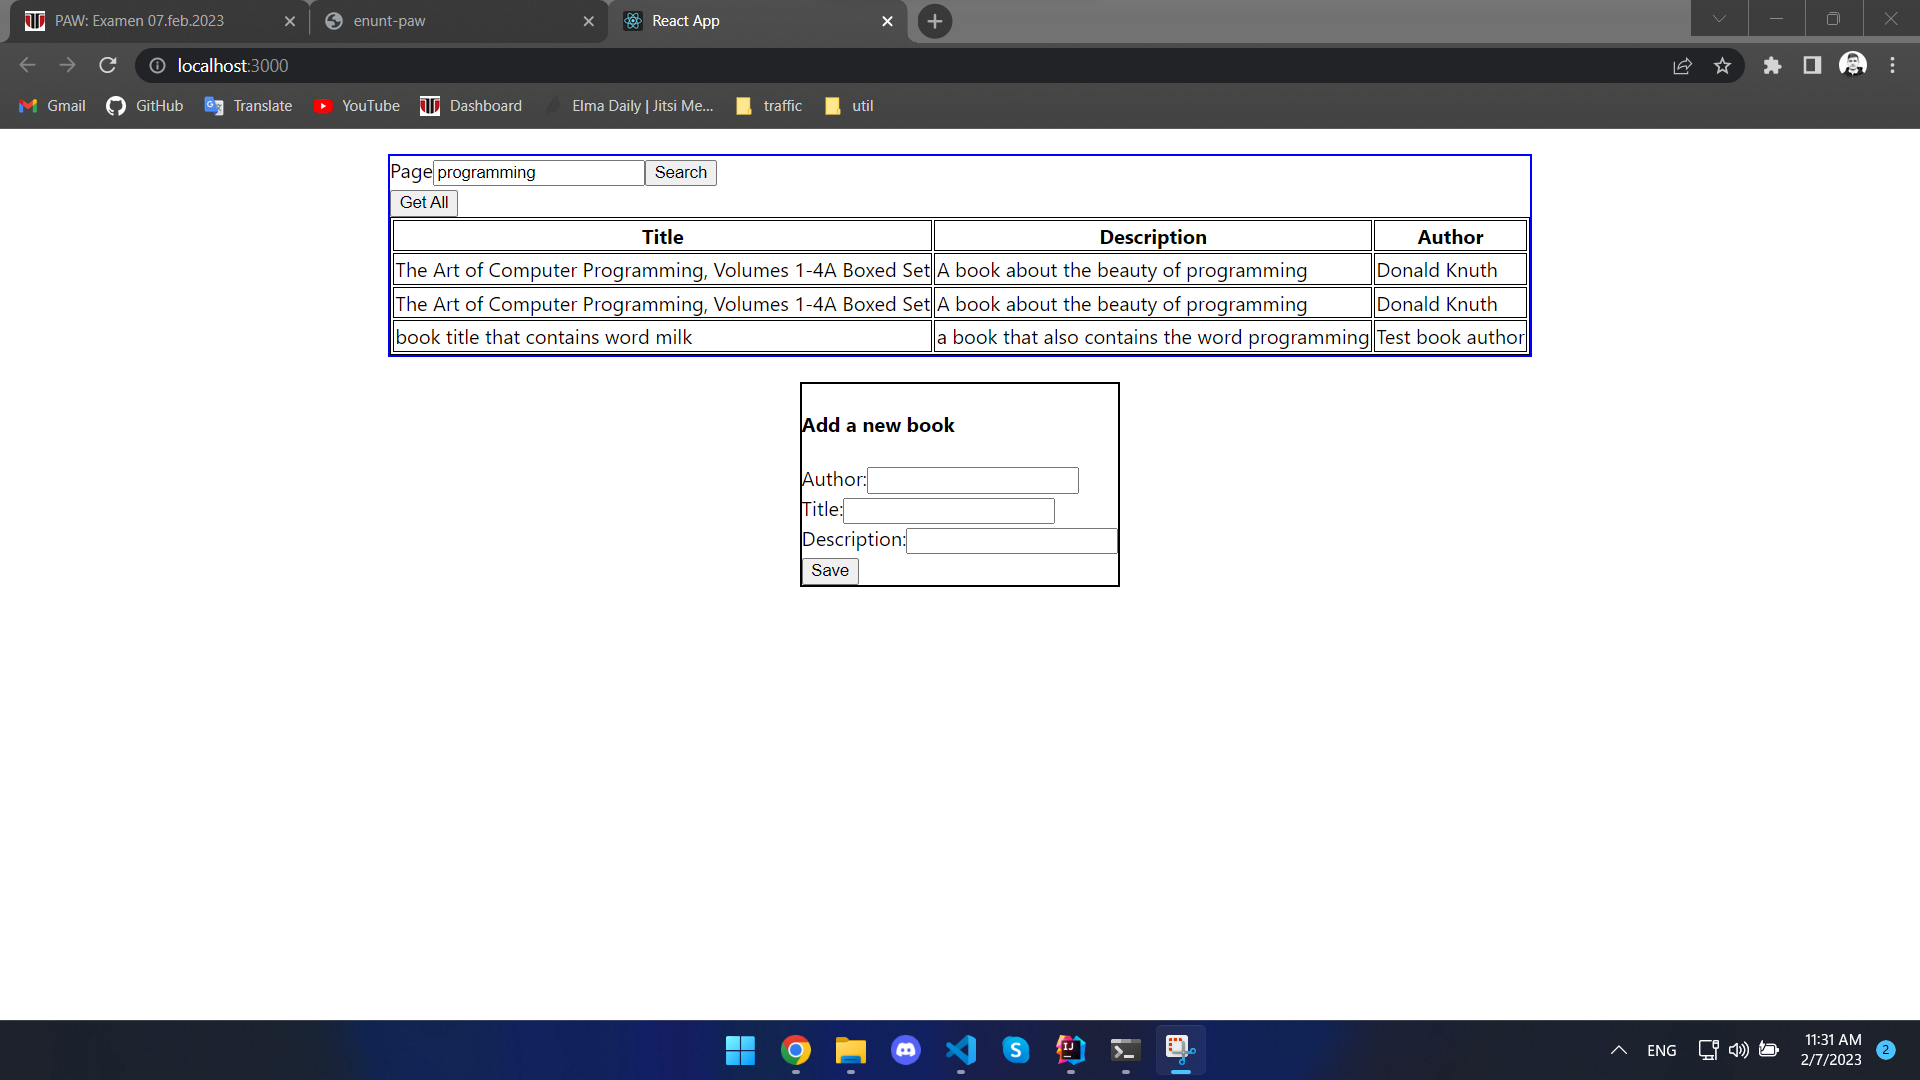 PAW: Examen 07.feb.2023
enunt-paw
React App
localhost:3000
Gmail
GitHub
Translate
YouTube
Dashboard
Elma Daily | Jitsi Me...
traffic
util
Page programming Search
Get All
Title Description Author
The Art of Computer Programming, Volumes 1-4A Boxed Set A book about the beauty of programming Donald Knuth
The Art of Computer Programming, Volumes 1-4A Boxed Set A book about the beauty of programming Donald Knuth
book title that contains word milk a book that also contains the word programming Test book author
Add a new book
Author:
Title:
Description:
Save
ENG
11:31 AM
2/7/2023
2